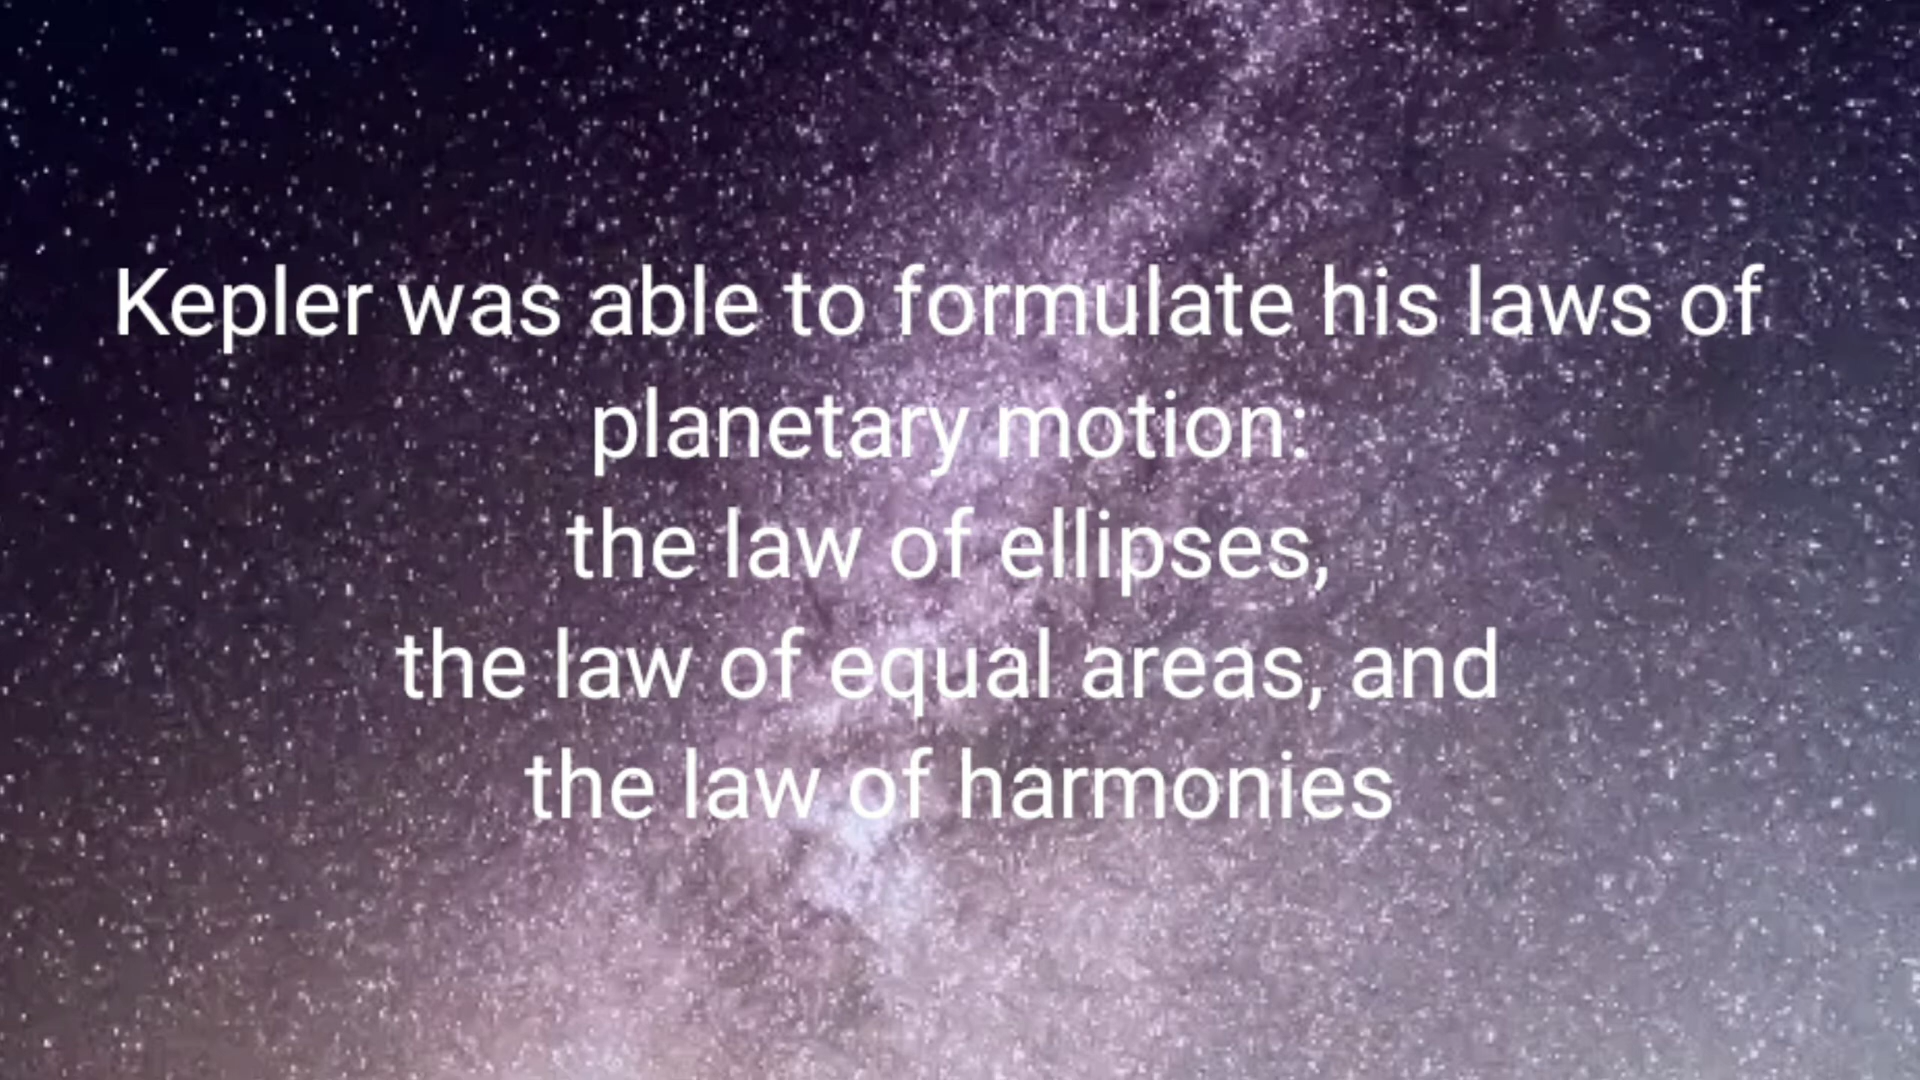 Kepler was able to formulate his laws of
planetary motion:
the law of ellipses,
the law of equal areas, and
the law of harmonies